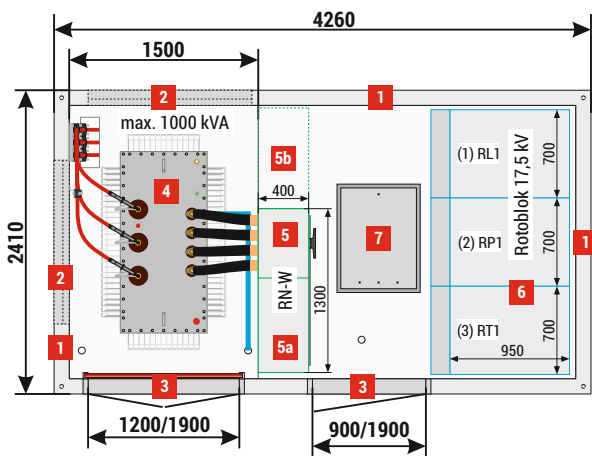 4260
1500
2
1
max. 1000 kVA
5b
(1) RL1
700
Rotoblok 17,5 kV
4
400
2410
5
7
(2) RP1
700
1
2
RN-W
1300
6
1
5a
(3) RT1
700
950
3
3
1200/1900
900/1900